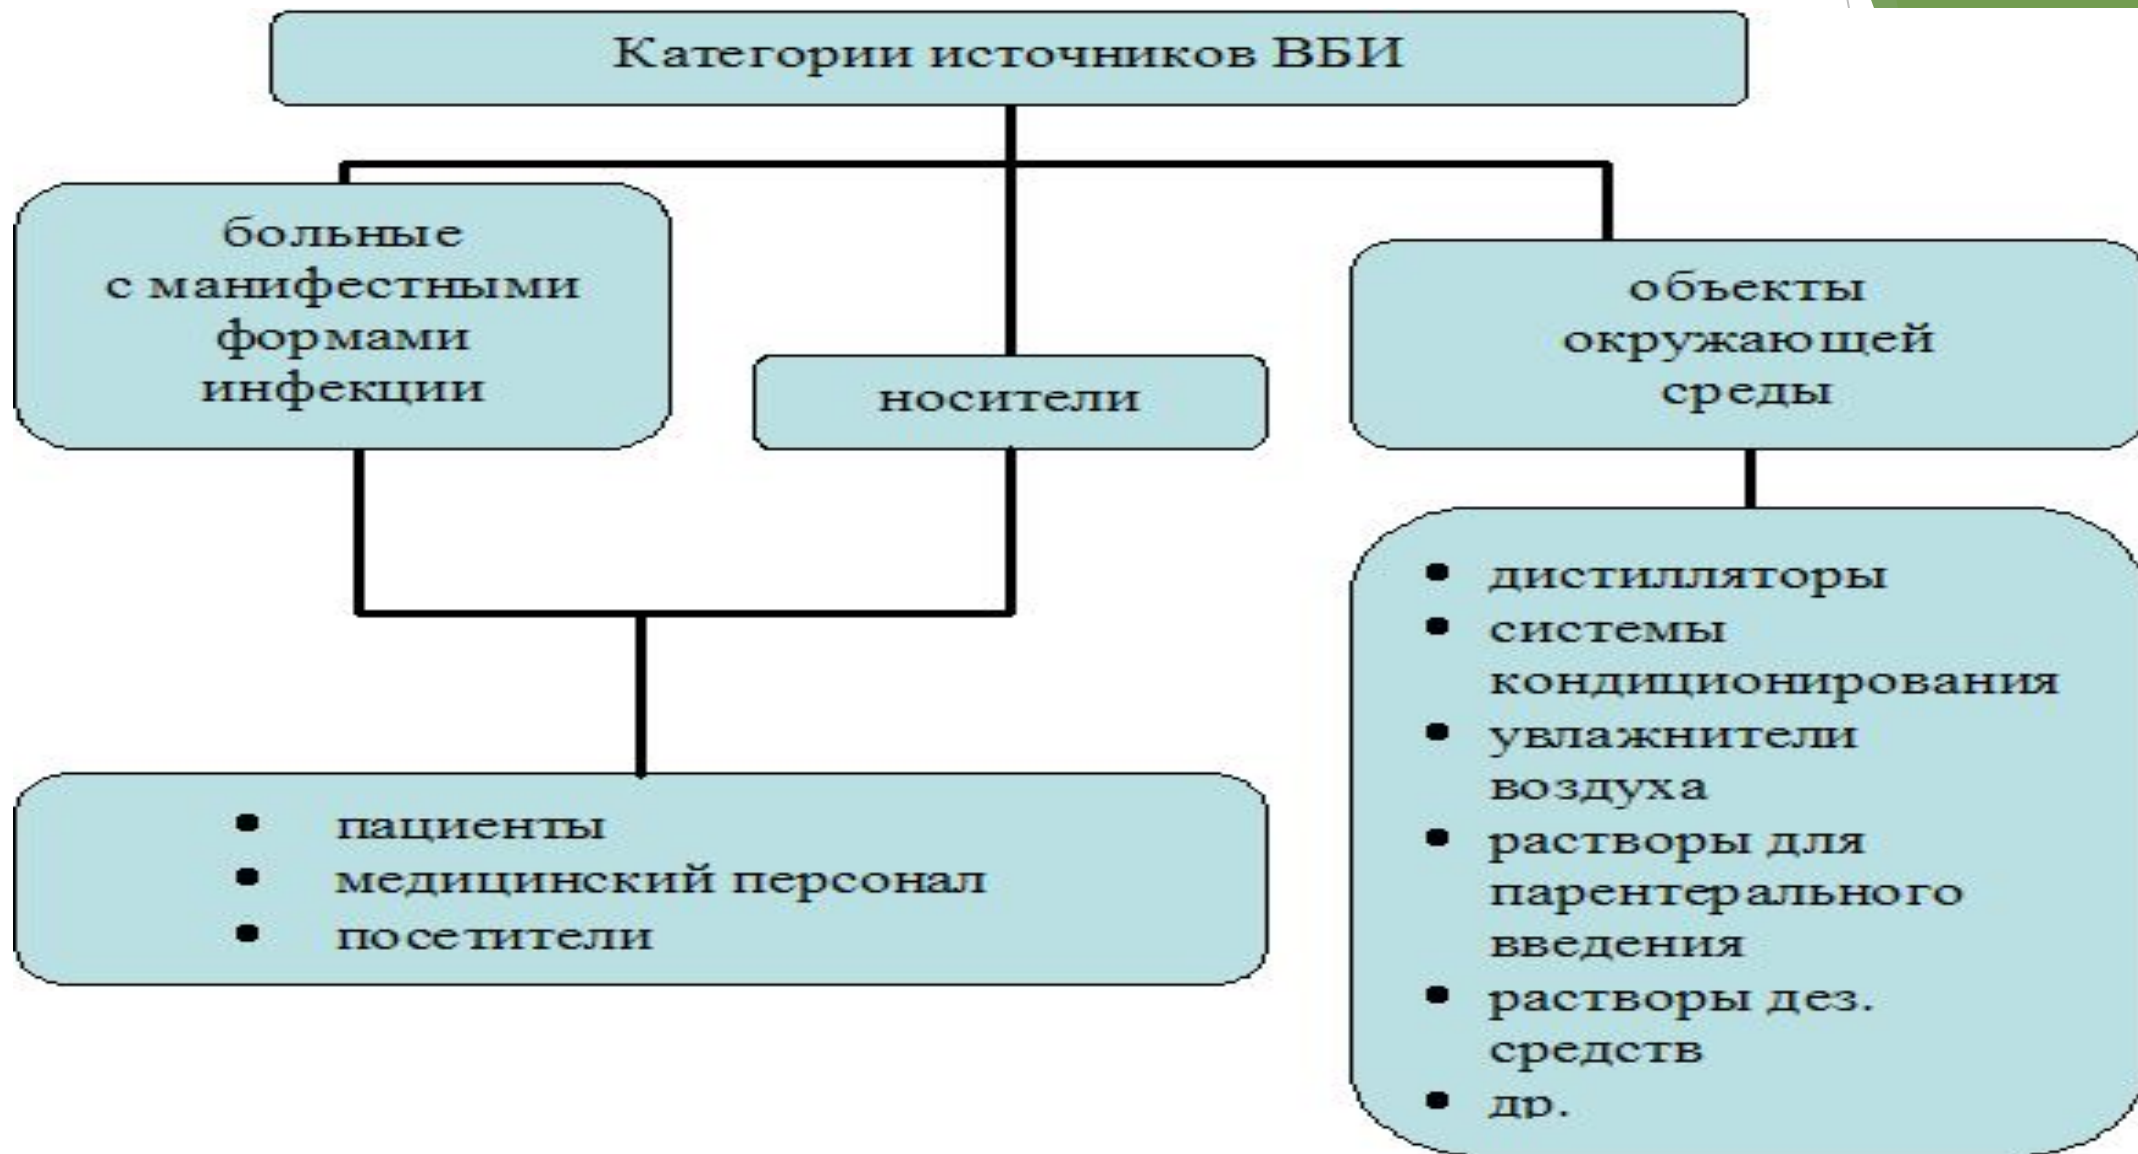 Категории источников ВБИ
больные
с манифестными
формами
инфекции
носители
объекты
окружающей
среды
• пациенты
• медицинский персонал
• посетители
• дистилляторы
• системы
кондиционирования
• увлажнители
воздуха
• растворы для
парентерального
введения
• растворы дез.
средств
• др.